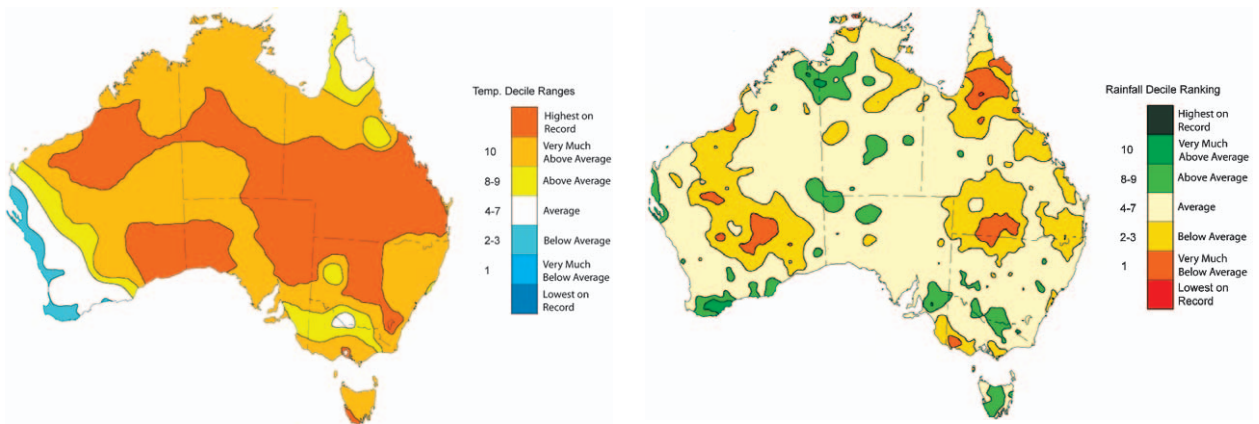 Temp. Decile Ranges
Highest on
Record
10
Very Much
Above Average
8-9
Above Average
4-7
Average
2-3
Below Average
1
Very Much
Below Average
Lowest on
Record
Rainfall Decile Ranking
Highest on
Record
10
Very Much
Above Average
8-9
Above Average
4-7
Average
2-3
Below Average
1
Very Much
Below Average
Lowest on
Record